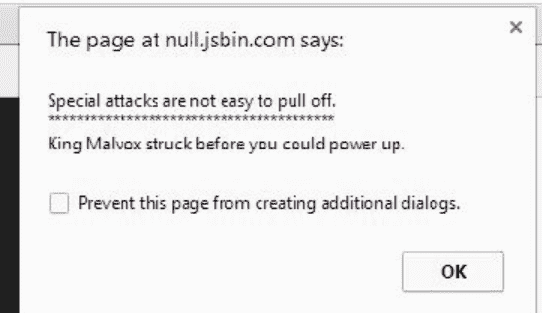 The page at null.jsbin.com says:
Special attacks are not easy to pull off.
****************************************
King Malvox struck before you could power up.
Prevent this page from creating additional dialogs.
OK